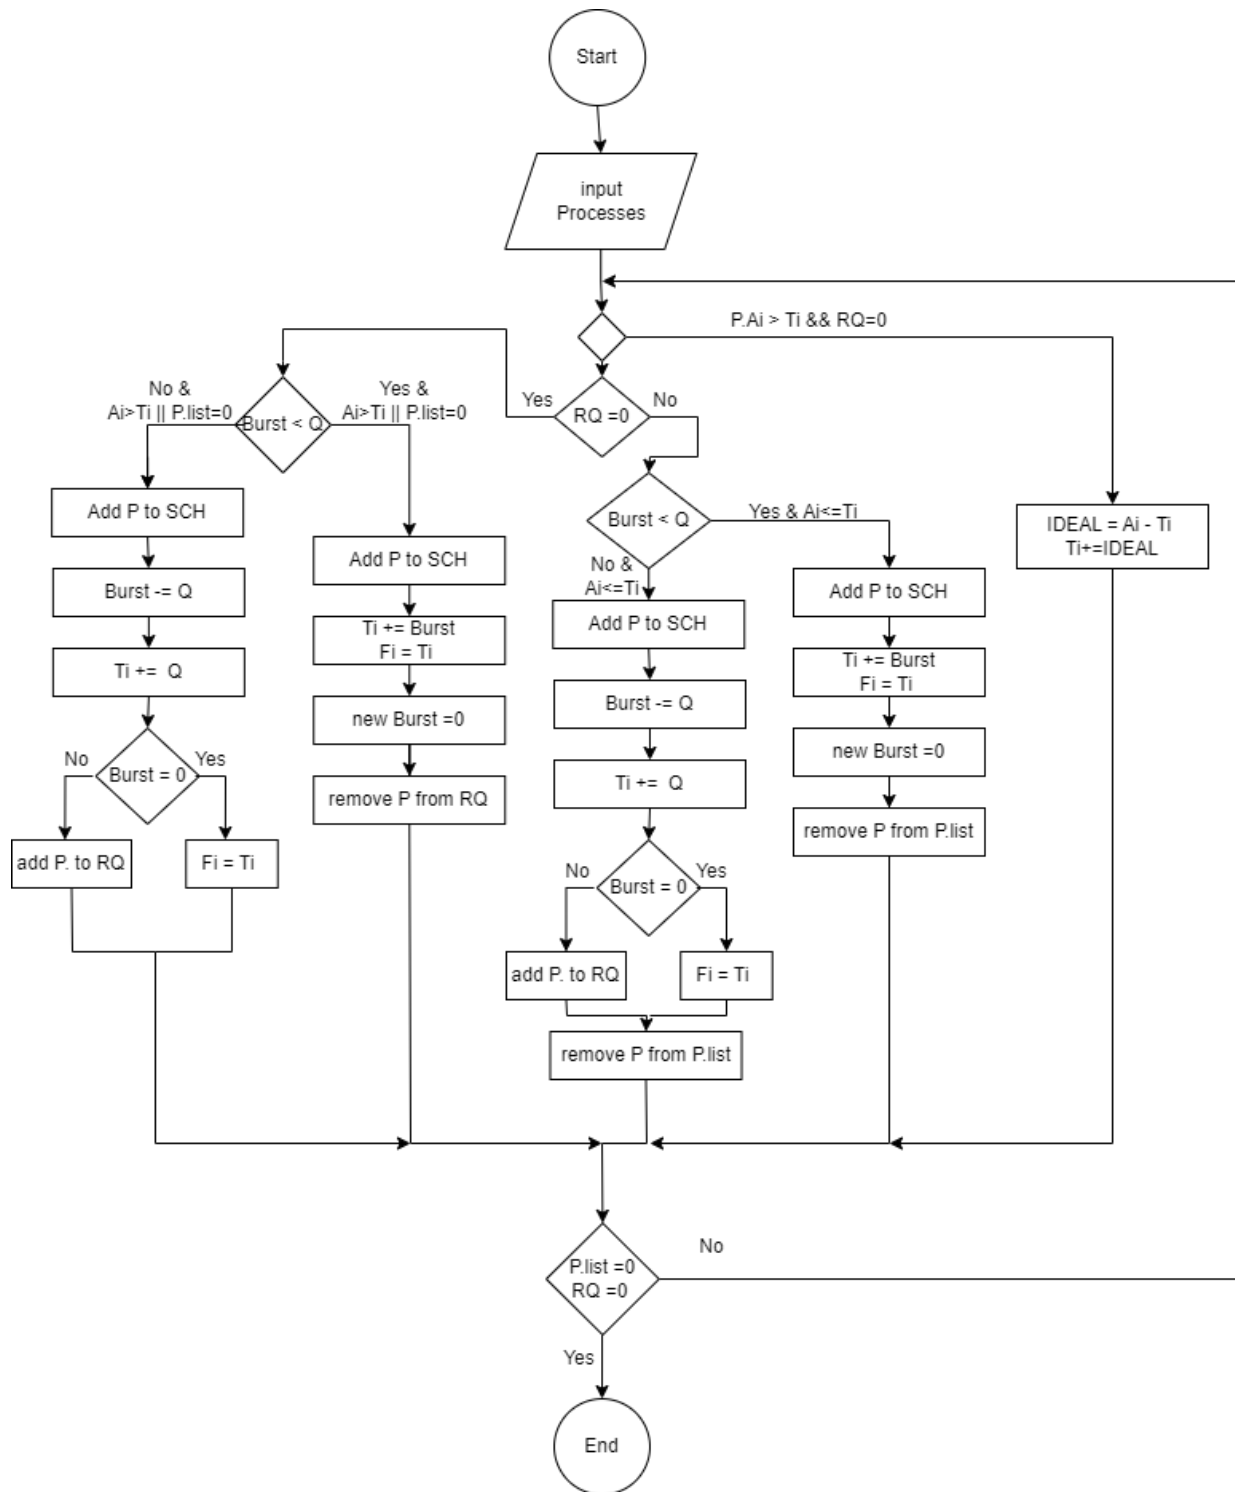 Start
input
Processes
P.Ai > Ti && RQ=0
No &
Ai>Ti || P.list=0
Yes &
Ai>Ti || P.list=0
Burst < Q
Yes
RQ =0
No
Add P to SCH
Burst -= Q
Ti += Q
Burst = 0
No
Yes
add P. to RQ
Fi = Ti
Add P to SCH
Ti += Burst
Fi = Ti
new Burst =0
remove P from RQ
Burst < Q
No &
Ai<=Ti
Yes & Ai<=Ti
Add P to SCH
Burst -= Q
Ti += Q
Burst = 0
No
Yes
add P. to RQ
Fi = Ti
remove P from P.list
Add P to SCH
Ti += Burst
Fi = Ti
new Burst =0
remove P from P.list
IDEAL = Ai - Ti
Ti+=IDEAL
P.list =0
RQ =0
No
Yes
End